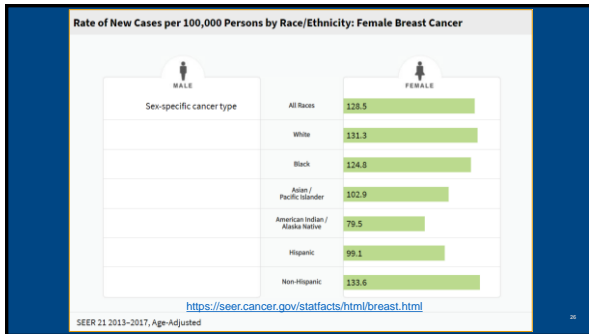 Rate of New Cases per 100,000 Persons by Race/Ethnicity: Female Breast Cancer
MALE
FEMALE
Sex-specific cancer type
All Races
128.5
White
131.3
Black
124.8
Asian /
Pacific Islander
102.9
American Indian /
Alaska Native
79.5
Hispanic
99.1
Non-Hispanic
133.6
https://seer.cancer.gov/statfacts/html/breast.html
SEER 21 2013–2017, Age-Adjusted
26